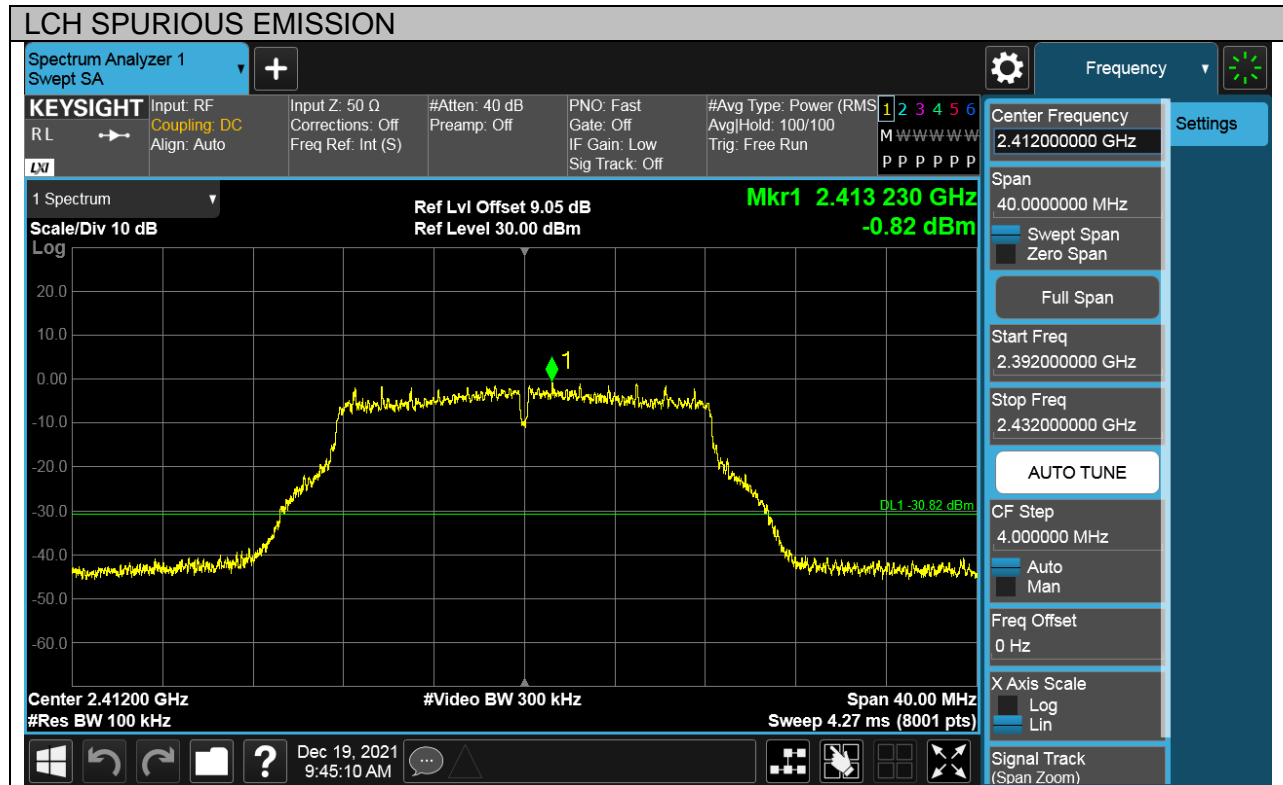 LCH SPURIOUS EMISSION
Spectrum Analyzer 1
Swept SA
Frequency
KEYSIGHT
RL
LXI
Input: RF
Coupling: DC
Align: Auto
Input Z: 50 Ω
Corrections: Off
Freq Ref: Int (S)
#Atten: 40 dB
Preamp: Off
PNO: Fast
Gate: Off
IF Gain: Low
Sig Track: Off
#Avg Type: Power (RMS
Avg|Hold: 100/100
Trig: Free Run
1 2 3 4 5 6
M W W W W W
P P P P P P
1 Spectrum
Scale/Div 10 dB
Log
Ref Lvl Offset 9.05 dB
Ref Level 30.00 dBm
Mkr1 2.413 230 GHz
-0.82 dBm
20.0
10.0
0.00
-10.0
-20.0
-30.0
-40.0
-50.0
-60.0
1
DL1 -30.82 dBm
Center 2.41200 GHz
#Res BW 100 kHz
#Video BW 300 kHz
Span 40.00 MHz
Sweep 4.27 ms (8001 pts)
Center Frequency
2.412000000 GHz
Settings
Span
40.0000000 MHz
Swept Span
Zero Span
Full Span
Start Freq
2.392000000 GHz
Stop Freq
2.432000000 GHz
AUTO TUNE
CF Step
4.000000 MHz
Auto
Man
Freq Offset
0 Hz
X Axis Scale
Log
Lin
Signal Track
(Span Zoom)
?
Dec 19, 2021
9:45:10 AM